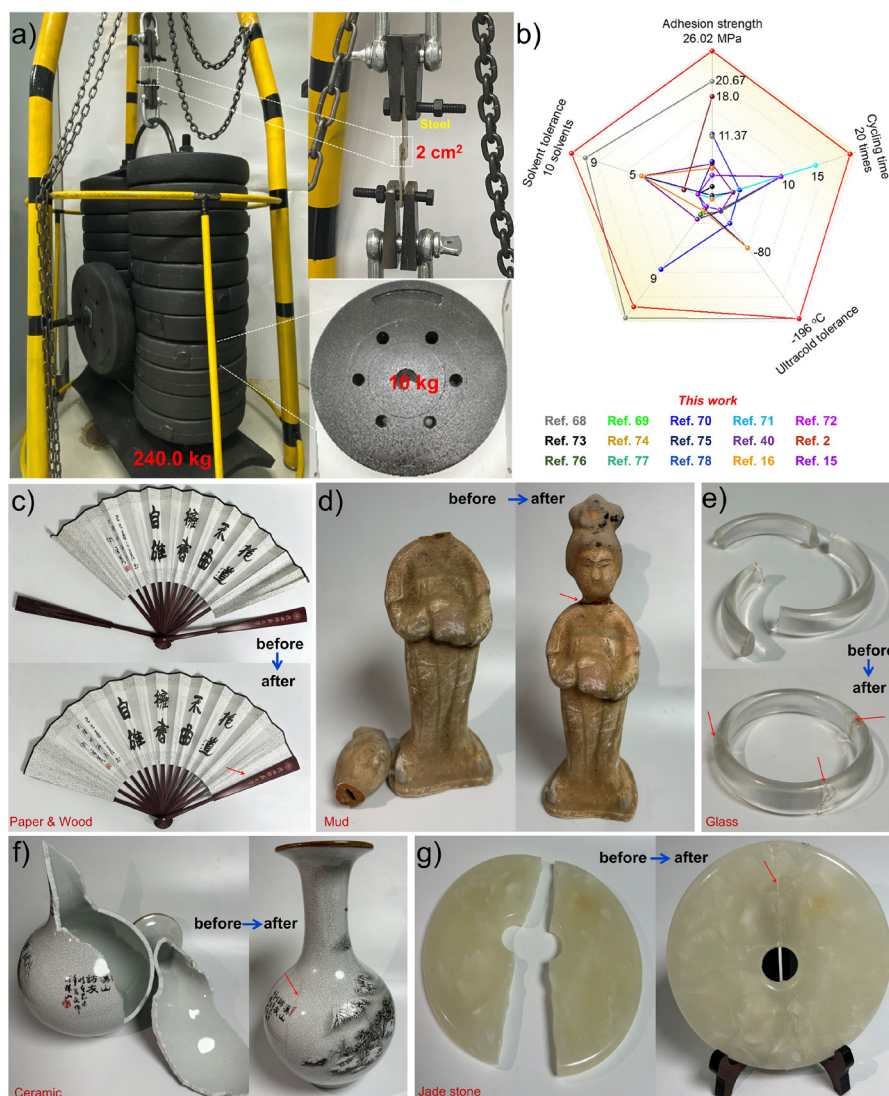 a)
Steel
2 cm²
10 kg
240.0 kg
b)
Adhesion strength
26.02 MPa
20.67
18.0
11.37
Solvent tolerance
10 solvents
9
5
Cycling time
20 times
15
10
-80
9
-196 °C
Ultracold tolerance
This work
Ref. 68 Ref. 69 Ref. 70 Ref. 71 Ref. 72
Ref. 73 Ref. 74 Ref. 75 Ref. 40 Ref. 2
Ref. 76 Ref. 77 Ref. 78 Ref. 16 Ref. 15
c)
before
after
Paper & Wood
d)
before after
Mud
e)
before
after
Glass
f)
before after
Ceramic
g)
before after
Jade stone